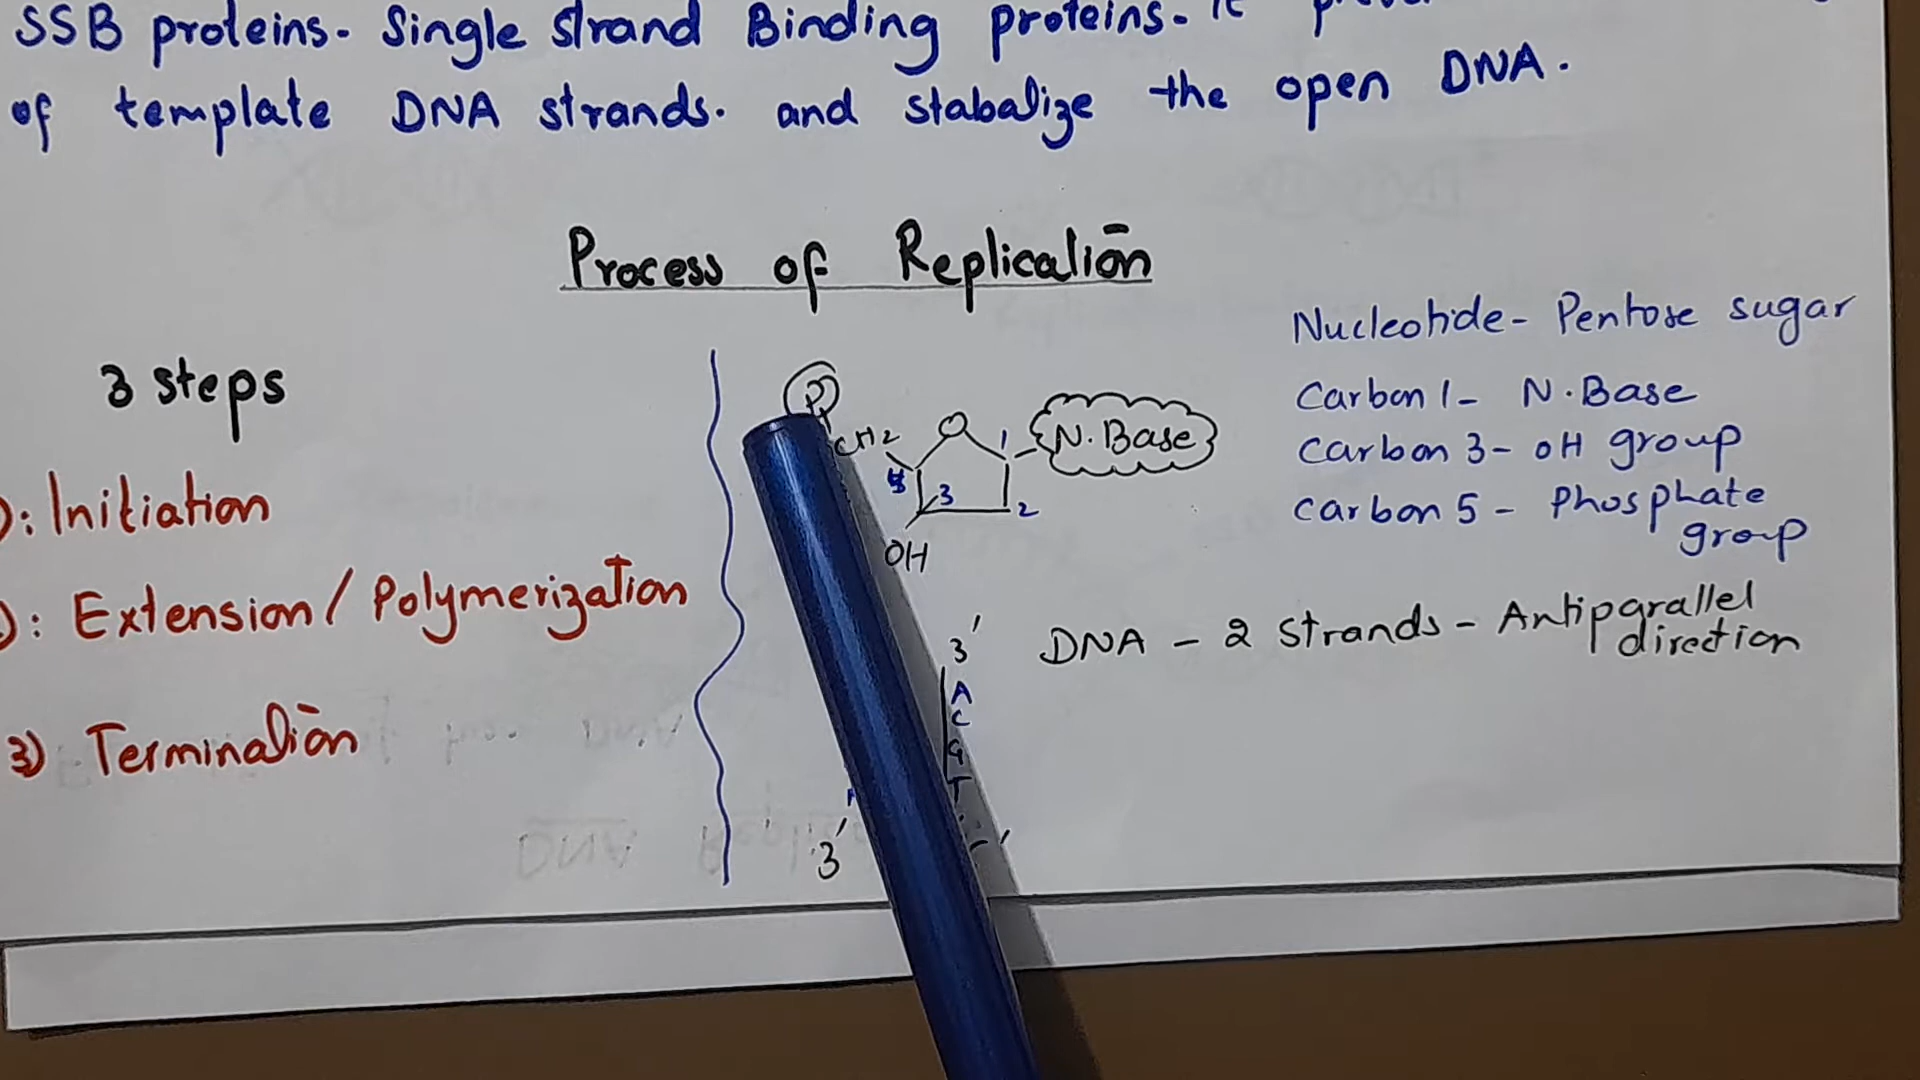 SSB proteins. Single strand Binding proteins. It
of template DNA strands. and stabalize the open DNA.
Process of Replication
3 steps
): Initiation
): Extension/Polymerization
3) Termination
P
CH2
O
1
N.Base
4
3
2
OH
Nucleotide- Pentose sugar
Carbon 1- N.Base
Carbon 3- OH group
Carbon 5- Phosphate
group
DNA - 2 strands- Antiparallel
direction
3'
A
C
G
T
3'